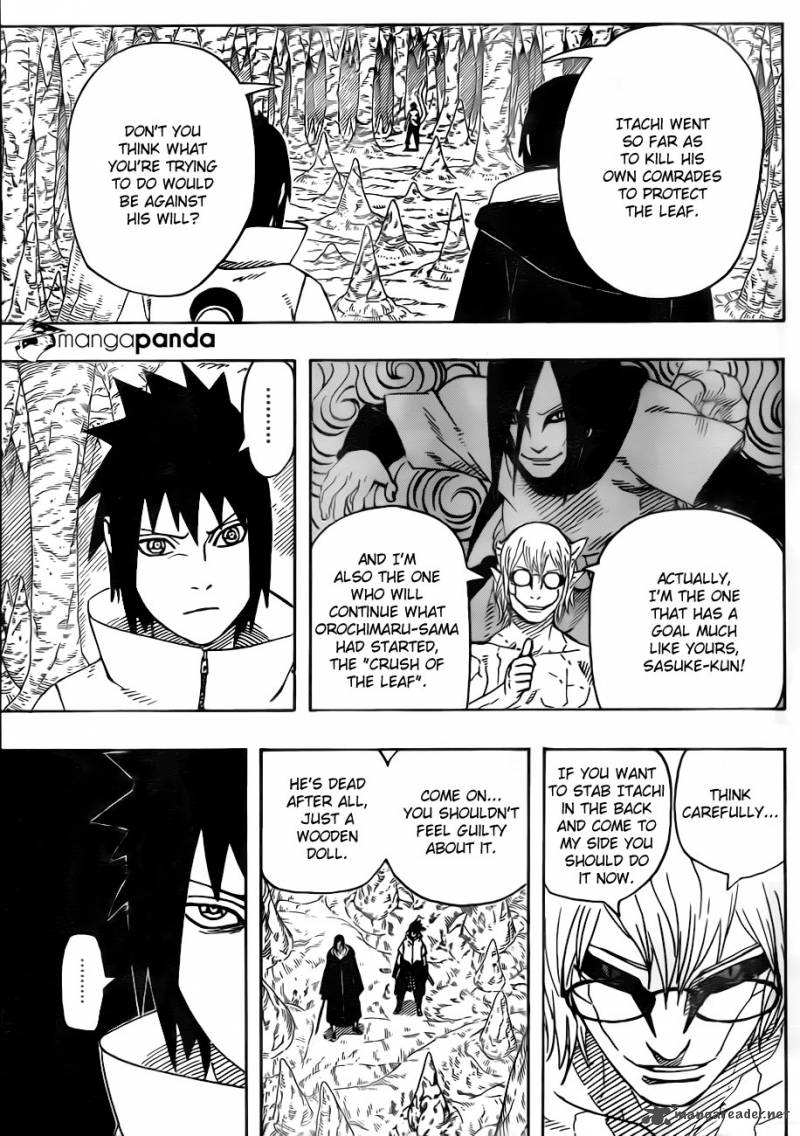 ITACHI WENT
SO FAR AS
TO KILL HIS
OWN COMRADES
TO PROTECT
THE LEAF.
DON'T YOU
THINK WHAT
YOU'RE TRYING
TO DO WOULD
BE AGAINST
HIS WILL?
mangapanda
ACTUALLY,
I'M THE ONE
THAT HAS A
GOAL MUCH
LIKE YOURS,
SASUKE-KUN!
AND I'M
ALSO THE ONE
WHO WILL
CONTINUE WHAT
OROCHIMARU-SAMA
HAD STARTED,
THE "CRUSH OF
THE LEAF".
.........
THINK
CAREFULLY...
IF YOU WANT
TO STAB ITACHI
IN THE BACK
AND COME TO
MY SIDE YOU
SHOULD DO
IT NOW.
COME ON...
YOU SHOULDN'T
FEEL GUILTY
ABOUT IT.
HE'S DEAD
AFTER ALL,
JUST A
WOODEN
DOLL.
.........
mangareader.net